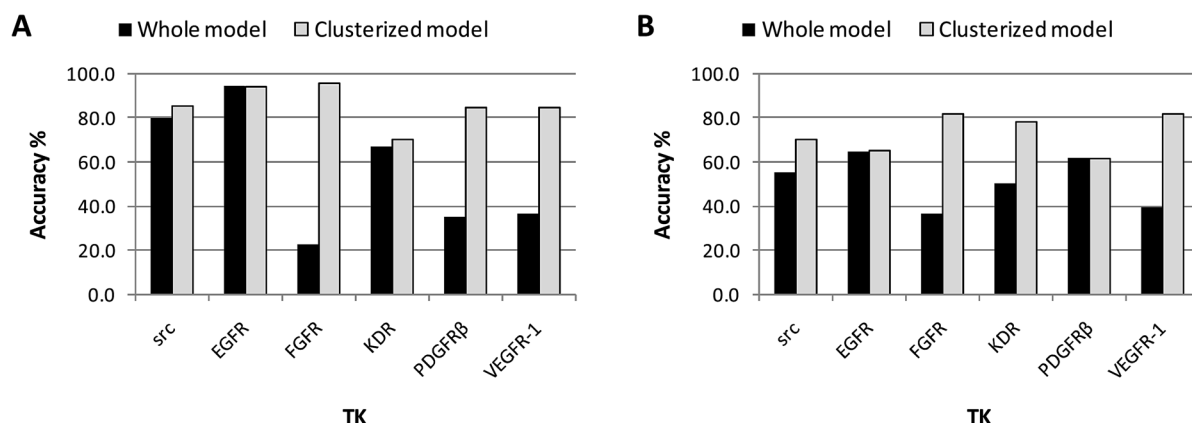 A
Whole model Clusterized model
Accuracy %
100.0
80.0
60.0
40.0
20.0
0.0
src EGFR FGFR KDR PDGFRβ VEGFR-1
TK
B
Whole model Clusterized model
Accuracy %
100.0
80.0
60.0
40.0
20.0
0.0
src EGFR FGFR KDR PDGFRβ VEGFR-1
TK